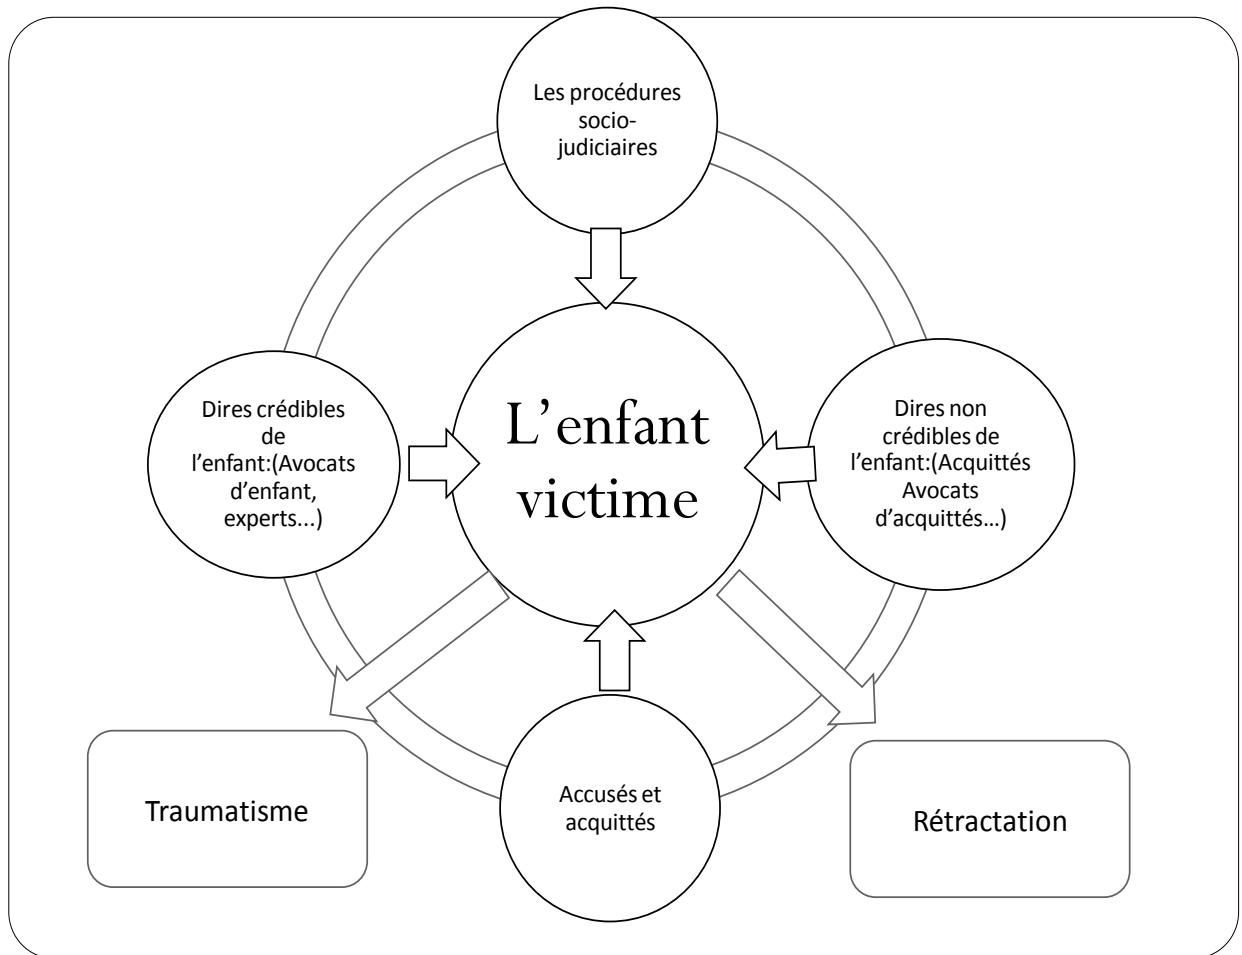 Les procédures
socio-
judiciaires
Dires crédibles
de
l'enfant:(Avocats
d'enfant,
experts...)
L'enfant
victime
Dires non
crédibles de
l'enfant:(Acquittés
Avocats
d'acquittés...)
Accusés et
acquittés
Traumatisme
Rétractation